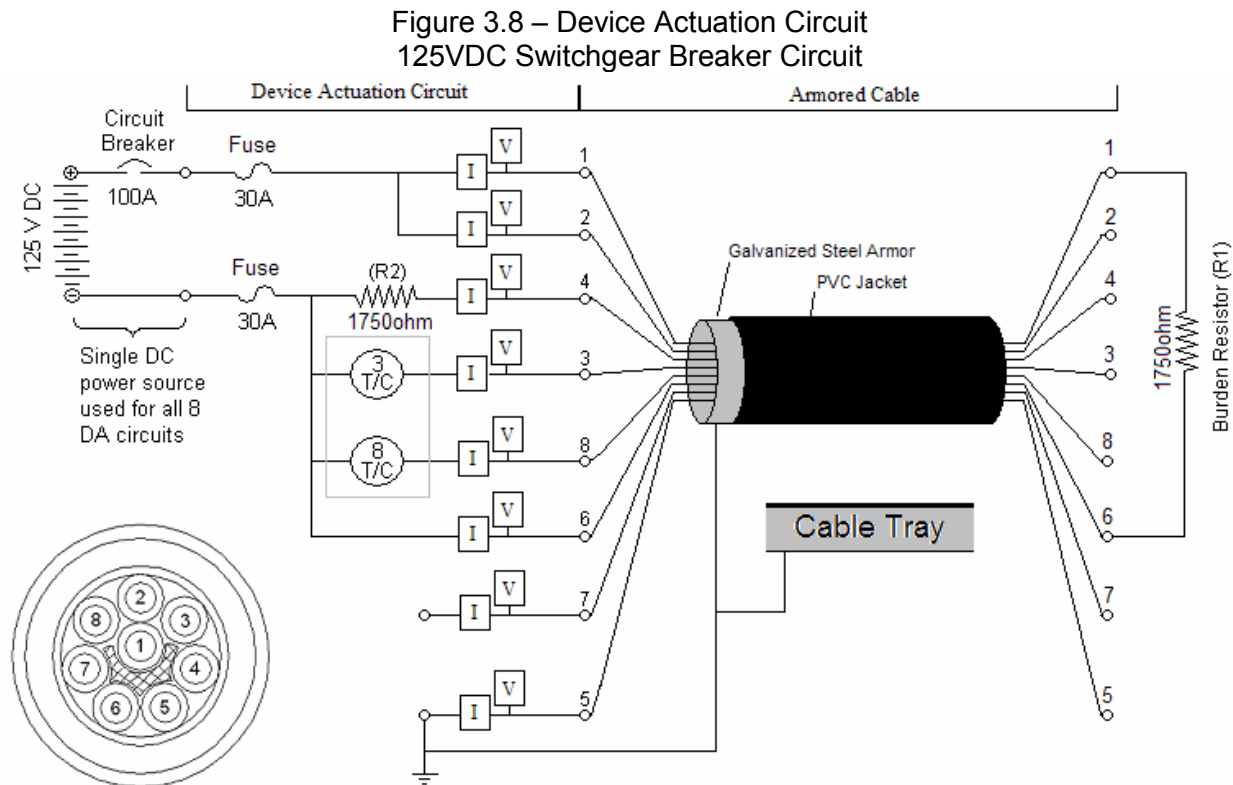 Figure 3.8 – Device Actuation Circuit
125VDC Switchgear Breaker Circuit
Device Actuation Circuit
Armored Cable
Circuit
Breaker
100A
125 V DC
Fuse
30A
Fuse
30A
(R2)
1750ohm
3
T/C
8
T/C
Single DC
power source
used for all 8
DA circuits
I
V
1
I
V
2
I
V
4
I
V
3
I
V
8
I
V
6
I
V
7
I
V
5
Galvanized Steel Armor
PVC Jacket
Cable Tray
1
2
4
3
8
6
7
5
1750ohm
Burden Resistor (R1)
2
8
3
1
7
4
6
5